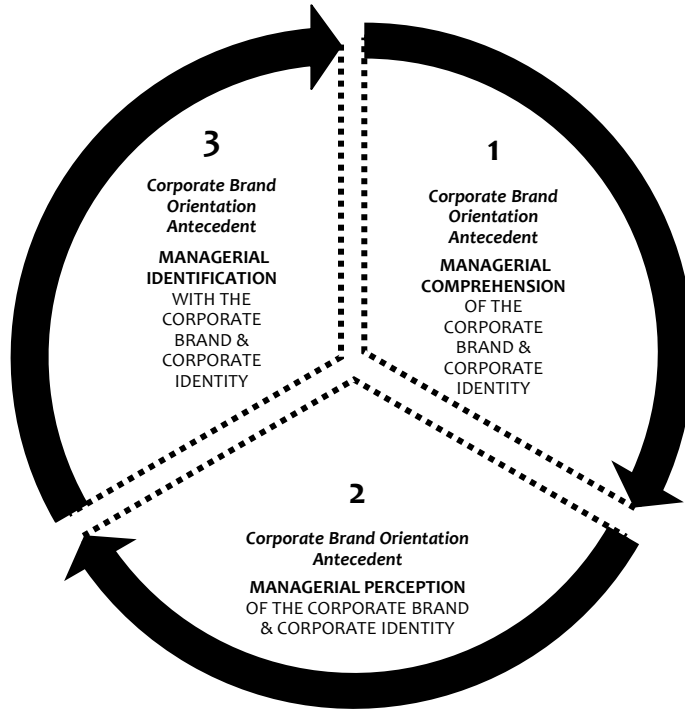 1
Corporate Brand
Orientation
Antecedent
MANAGERIAL
COMPREHENSION
OF THE
CORPORATE
BRAND &
CORPORATE
IDENTITY
2
Corporate Brand Orientation
Antecedent
MANAGERIAL PERCEPTION
OF THE CORPORATE BRAND
& CORPORATE IDENTITY
3
Corporate Brand
Orientation
Antecedent
MANAGERIAL
IDENTIFICATION
WITH THE
CORPORATE
BRAND &
CORPORATE
IDENTITY